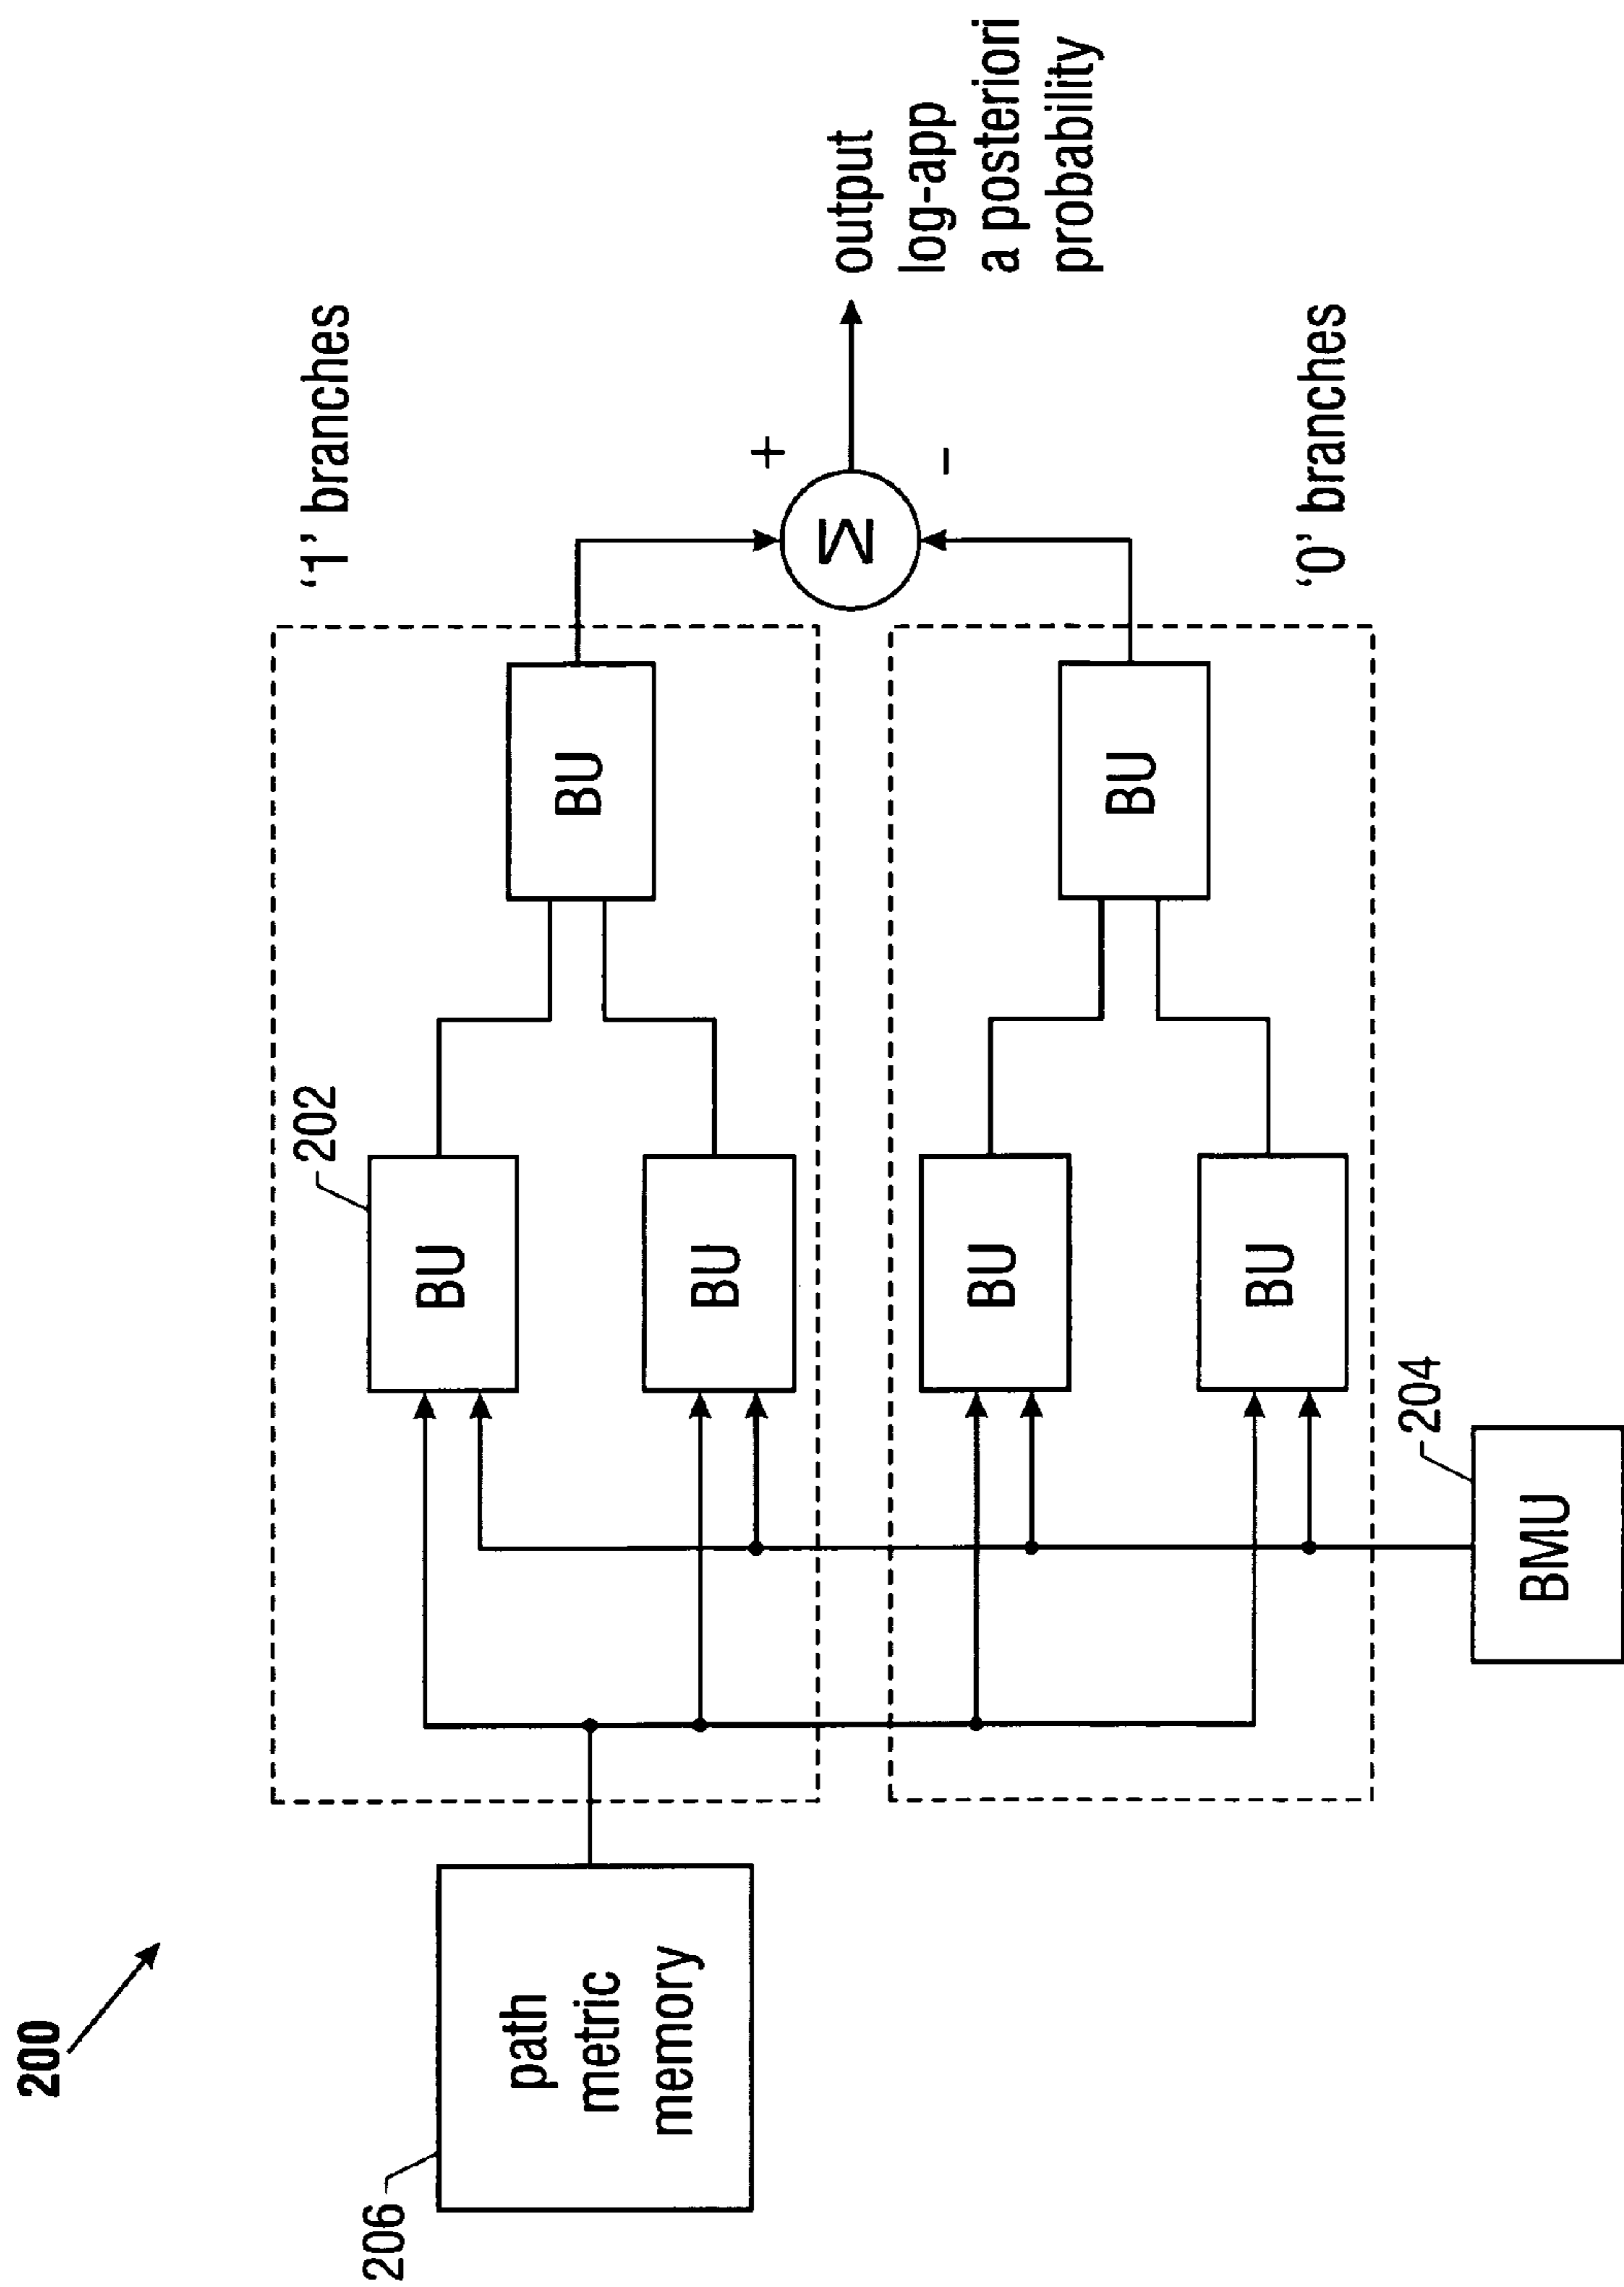 200
'1' branches
202
206
path
metric
memory
BU
BU
BU
+
M
−
output
log-app
a posteriori
probability
BU
BU
BU
'0' branches
204
BMU